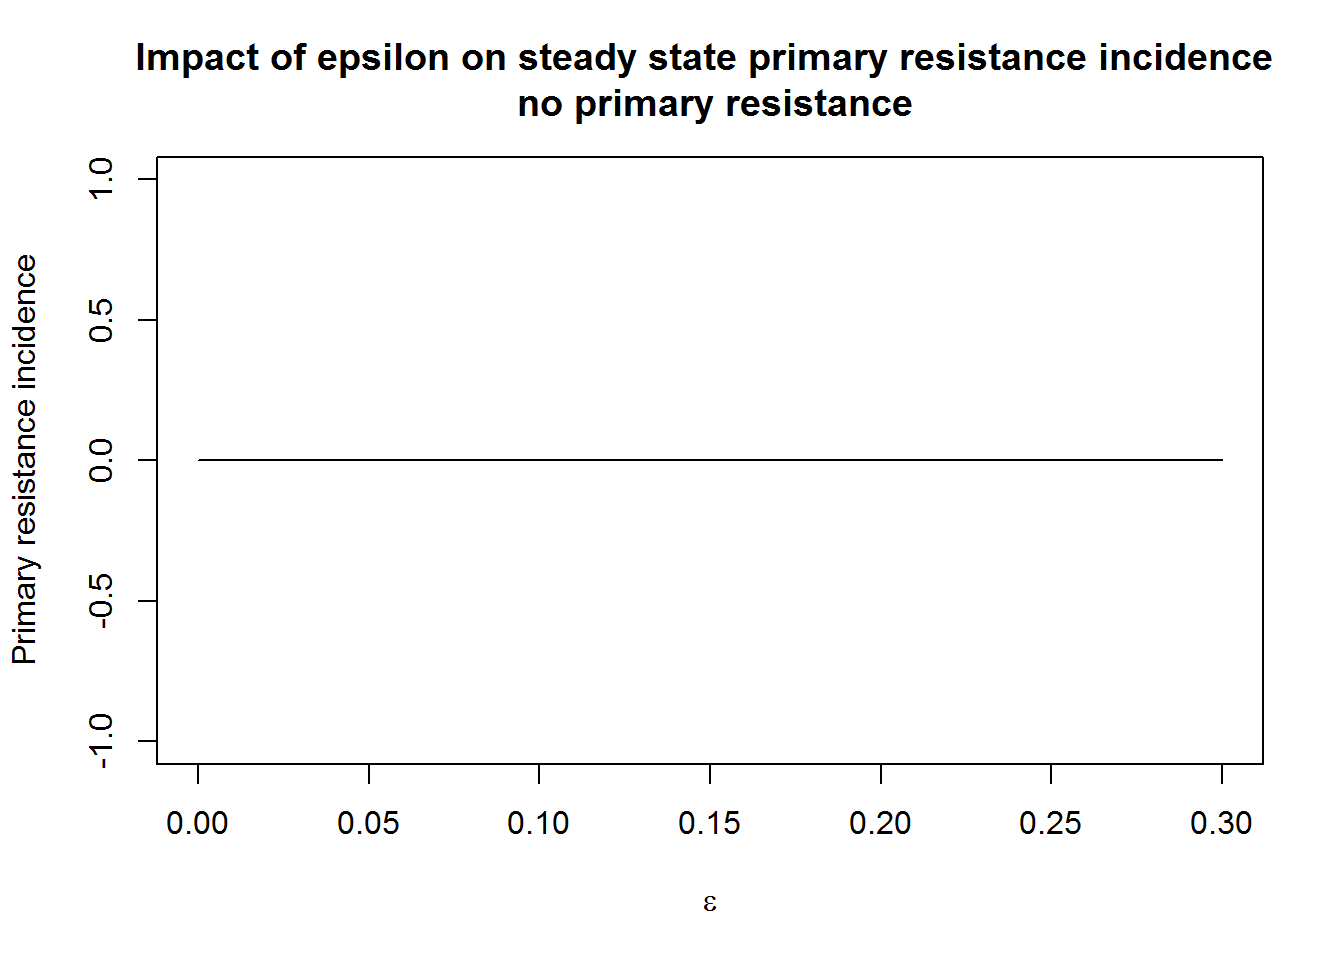 Impact of epsilon on steady state primary resistance incidence
no primary resistance
Primary resistance incidence
1.0
0.5
0.0
-0.5
-1.0
0.00 0.05 0.10 0.15 0.20 0.25 0.30
ε